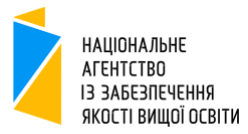 НАЦІОНАЛЬНЕ
АГЕНТСТВО
ІЗ ЗАБЕЗПЕЧЕННЯ
ЯКОСТІ ВИЩОЇ ОСВІТИ